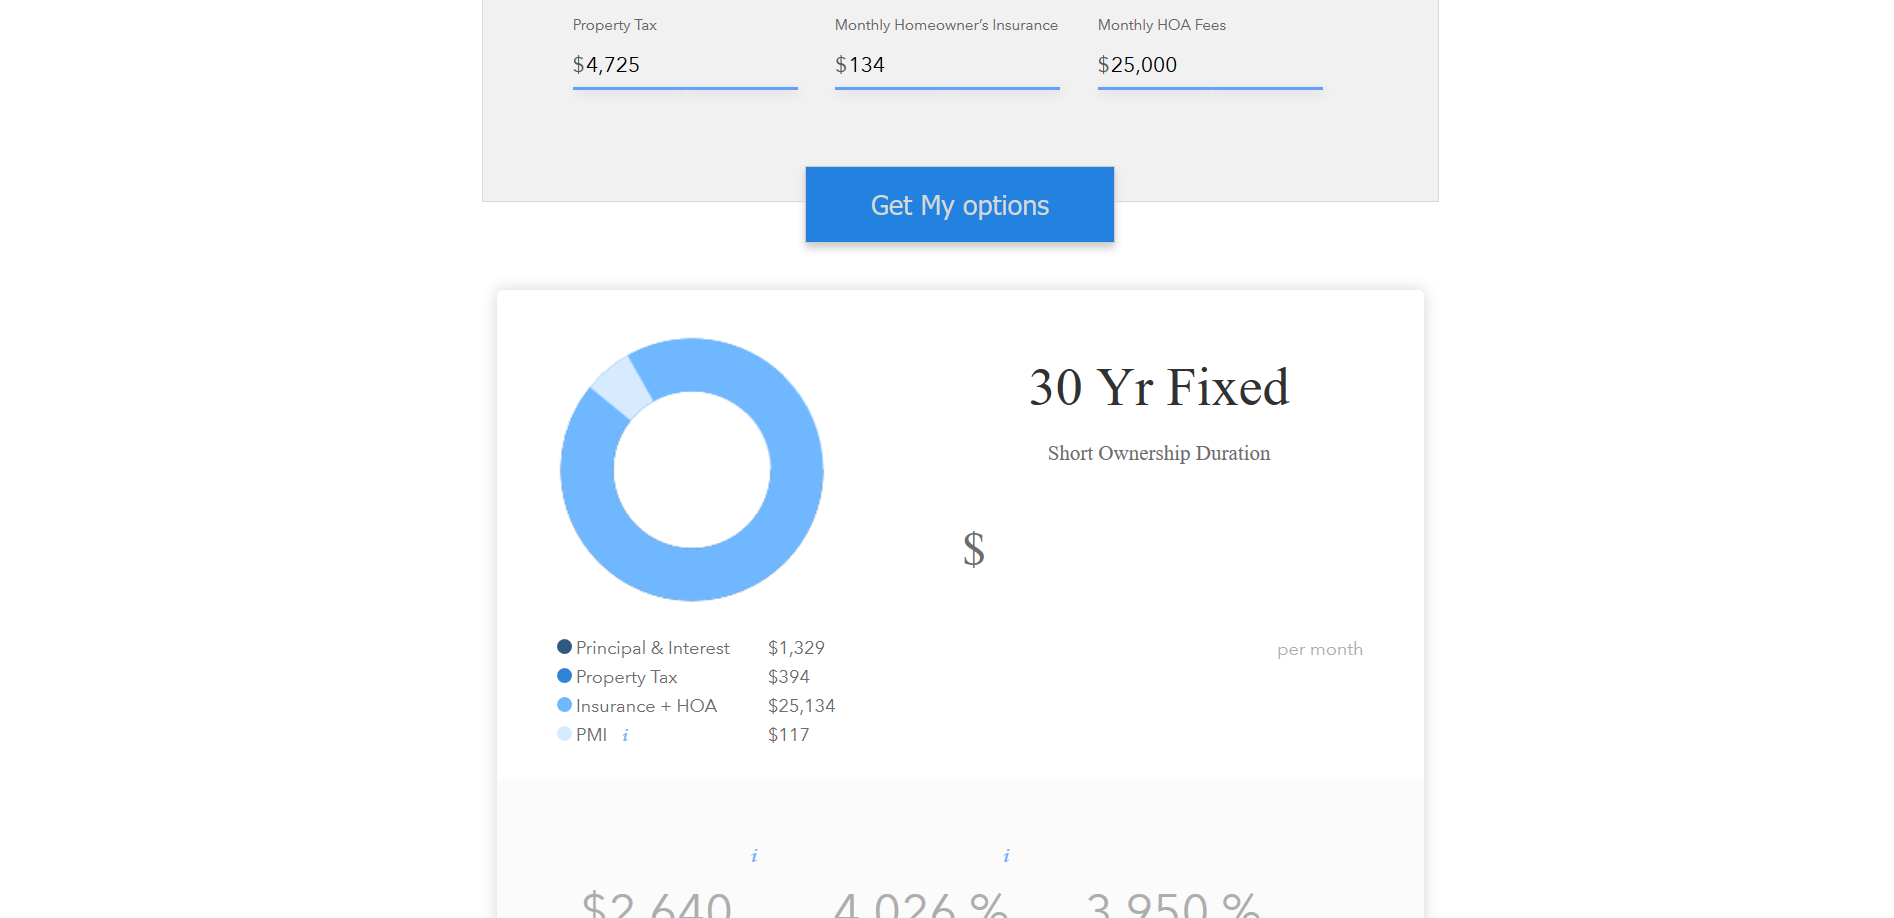 Property Tax Monthly Homeowner’s Insurance Monthly HOA Fees
$4,725 $134 $25,000
Get My options
30 Yr Fixed
Short Ownership Duration
$
Principal & Interest $1,329
per month
Property Tax $394
Insurance + HOA $25,134
PMI i $117
i i
$2,640 4.026 % 3.950 %